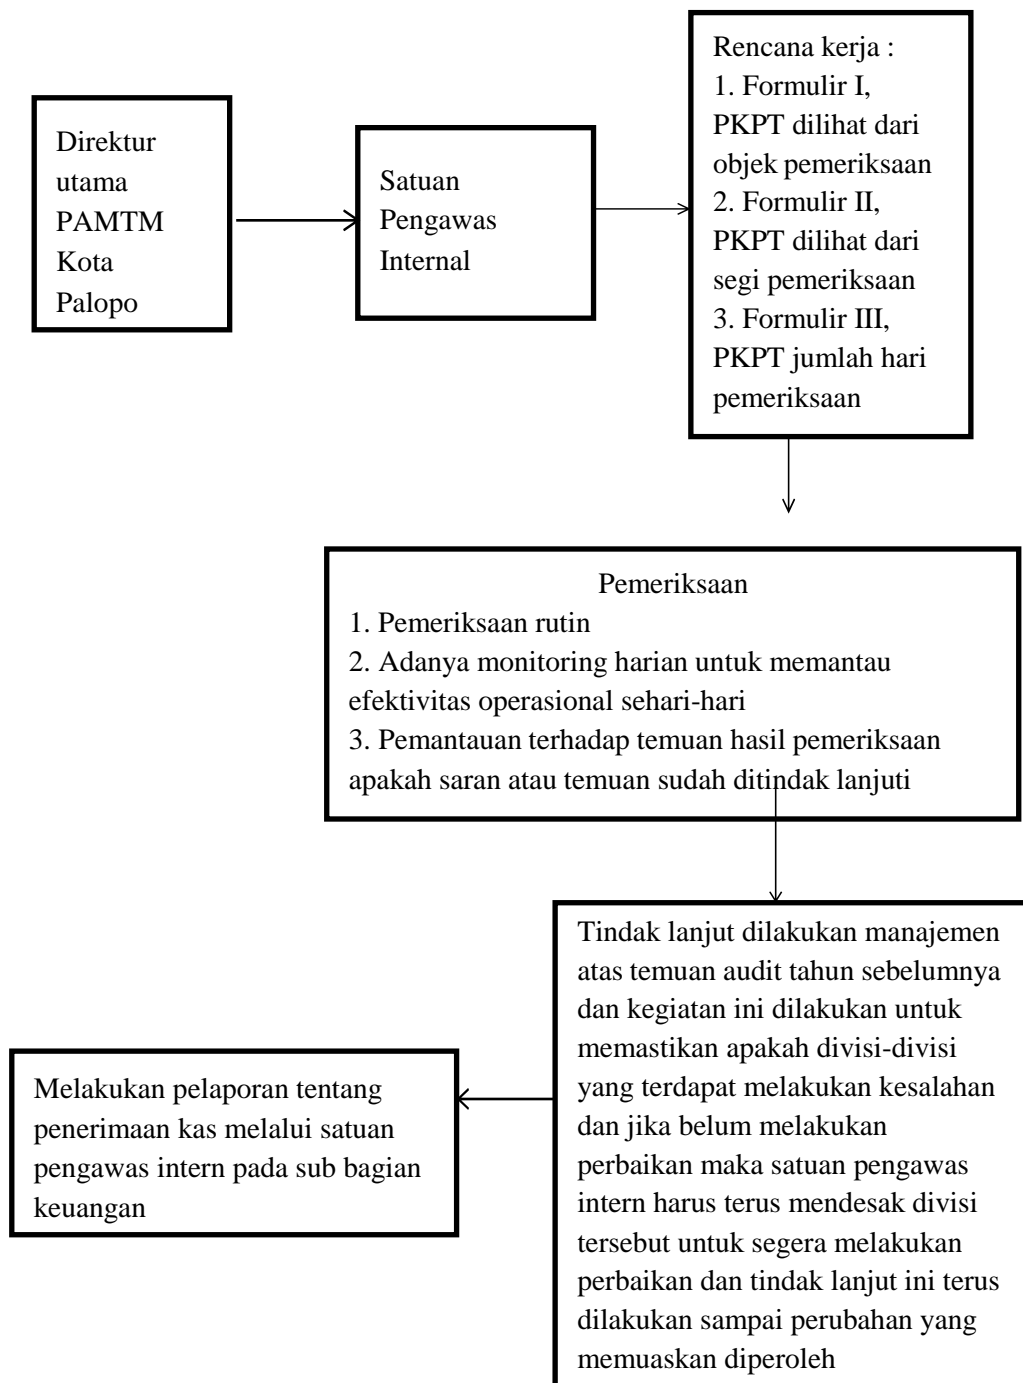 Direktur
utama
PAMTM
Kota
Palopo
Satuan
Pengawas
Internal
Rencana kerja :
1. Formulir I,
PKPT dilihat dari
objek pemeriksaan
2. Formulir II,
PKPT dilihat dari
segi pemeriksaan
3. Formulir III,
PKPT jumlah hari
pemeriksaan
Pemeriksaan
1. Pemeriksaan rutin
2. Adanya monitoring harian untuk memantau
efektivitas operasional sehari-hari
3. Pemantauan terhadap temuan hasil pemeriksaan
apakah saran atau temuan sudah ditindak lanjuti
Tindak lanjut dilakukan manajemen
atas temuan audit tahun sebelumnya
dan kegiatan ini dilakukan untuk
memastikan apakah divisi-divisi
yang terdapat melakukan kesalahan
dan jika belum melakukan
perbaikan maka satuan pengawas
intern harus terus mendesak divisi
tersebut untuk segera melakukan
perbaikan dan tindak lanjut ini terus
dilakukan sampai perubahan yang
memuaskan diperoleh
Melakukan pelaporan tentang
penerimaan kas melalui satuan
pengawas intern pada sub bagian
keuangan